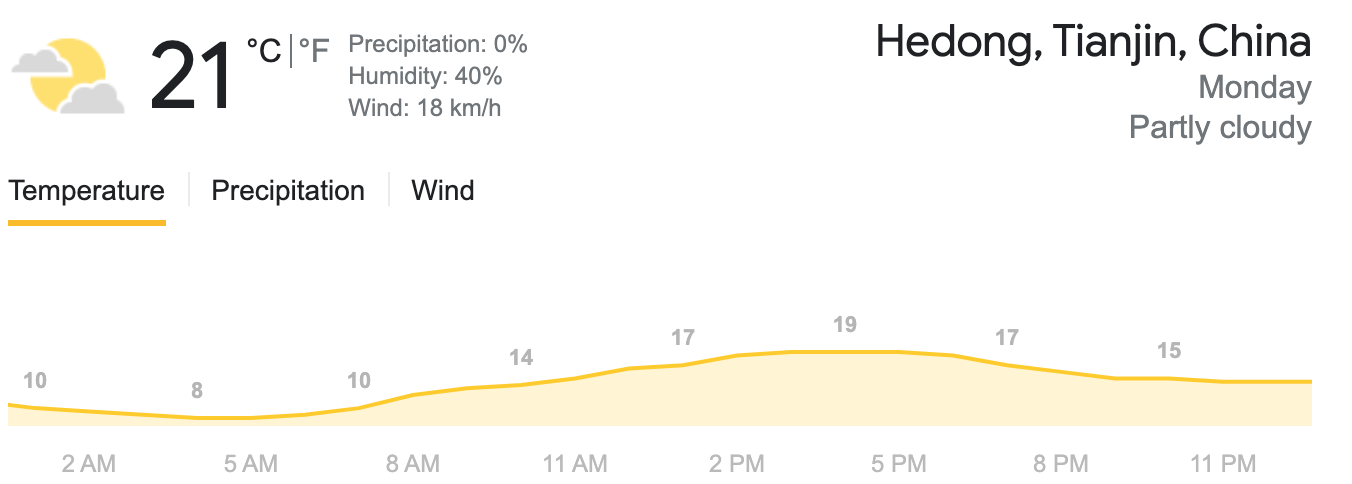 21 °C | °F
Precipitation: 0%
Humidity: 40%
Wind: 18 km/h
Hedong, Tianjin, China
Monday
Partly cloudy
Temperature | Precipitation | Wind
10 8 10 14 17 19 17 15
2 AM 5 AM 8 AM 11 AM 2 PM 5 PM 8 PM 11 PM